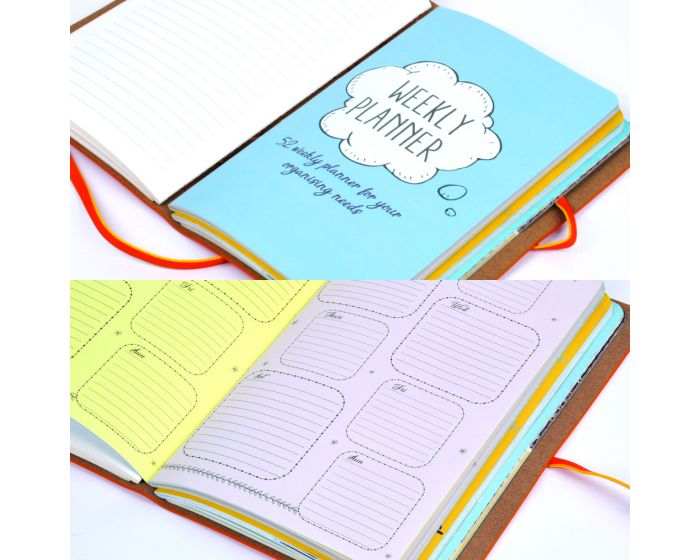 WEEKLY
PLANNER
52 weekly planner for your
organising needs
Fri
Sun
Wed
Thurs
Fri
Sat
Sun